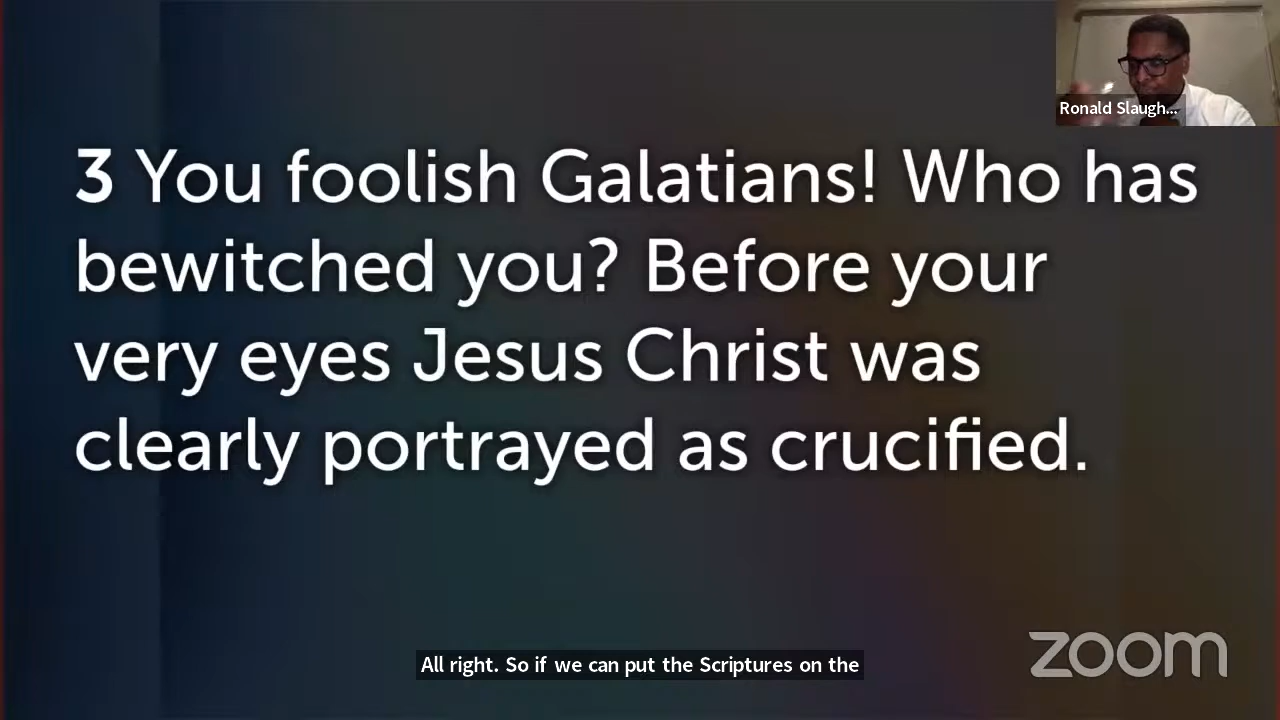 Ronald Slaugh...
3 You foolish Galatians! Who has
bewitched you? Before your
very eyes Jesus Christ was
clearly portrayed as crucified.
All right. So if we can put the Scriptures on the
zoom